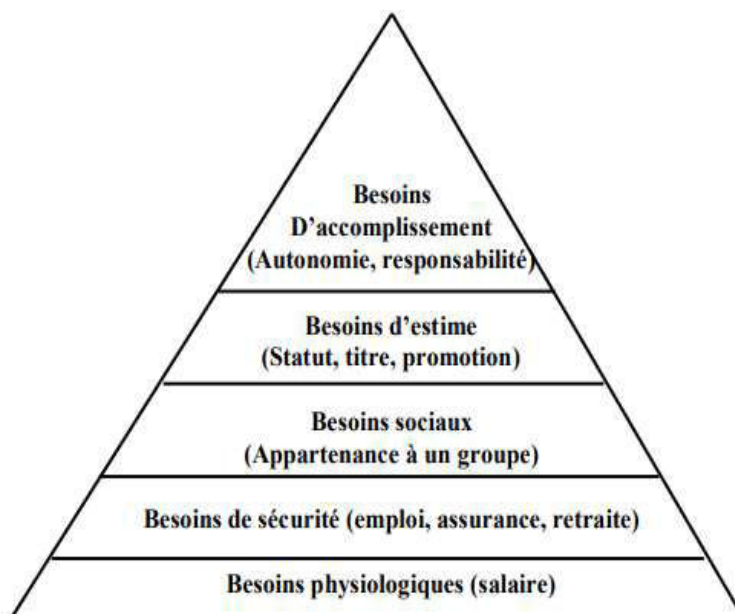 Besoins
D’accomplissement
(Autonomie, responsabilité)
Besoins d’estime
(Statut, titre, promotion)
Besoins sociaux
(Appartenance à un groupe)
Besoins de sécurité (emploi, assurance, retraite)
Besoins physiologiques (salaire)